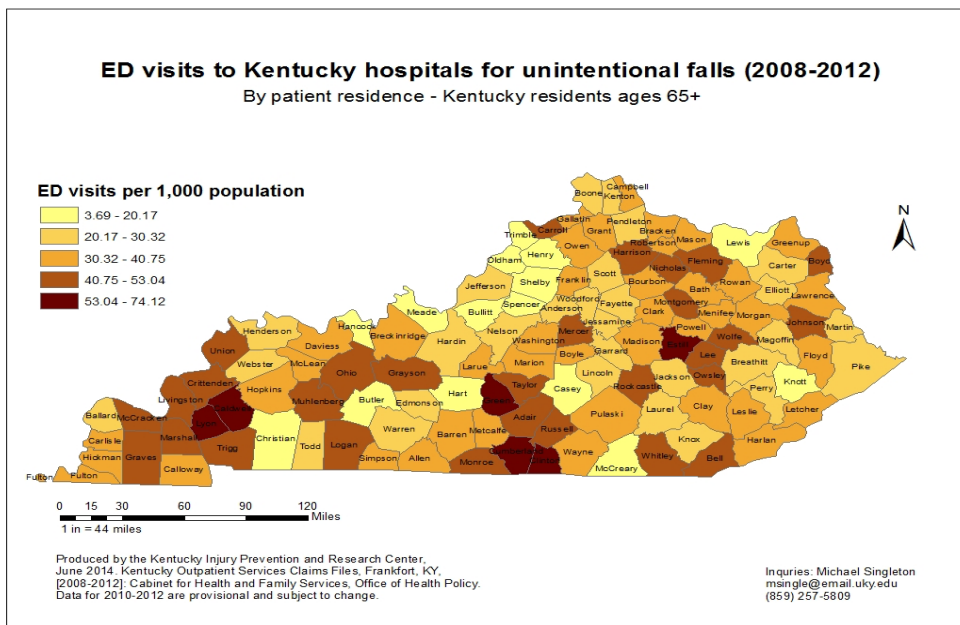 ED visits to Kentucky hospitals for unintentional falls (2008-2012)
By patient residence - Kentucky residents ages 65+
ED visits per 1,000 population
3.69 - 20.17
20.17 - 30.32
30.32 - 40.75
40.75 - 53.04
53.04 - 74.12
N
Campbell
Boone
Kenton
Gallatin
Pendleton
Trimble
Carroll
Grant
Bracken
Robertson
Mason
Lewis
Greenup
Owen
Harrison
Fleming
Boyd
Oldham
Henry
Nicholas
Carter
Shelby
Franklin
Scott
Bourbon
Bath
Rowan
Elliott
Jefferson
Lawrence
Spencer
Woodford
Anderson
Fayette
Montgomery
Clark
Menifee
Morgan
Meade
Bullitt
Jessamine
Powell
Johnson
Martin
Hancock
Breckinridge
Nelson
Washington
Mercer
Madison
Estill
Wolfe
Magoffin
Henderson
Daviess
Hardin
Boyle
Garrard
Lee
Floyd
Union
McLean
Larue
Marion
Breathitt
Pike
Webster
Ohio
Grayson
Taylor
Lincoln
Jackson
Owsley
Knott
Crittenden
Hopkins
Hart
Green
Casey
Rockcastle
Perry
Livingston
Caldwell
Muhlenberg
Butler
Edmonson
Adair
Pulaski
Laurel
Clay
Leslie
Letcher
Ballard
McCracken
Lyon
Christian
Todd
Logan
Warren
Barren
Metcalfe
Russell
Knox
Harlan
Carlisle
Marshall
Trigg
Simpson
Allen
Monroe
Cumberland
Clinton
Wayne
McCreary
Whitley
Bell
Hickman
Graves
Calloway
Fulton
Fulton
0 15 30 60 90 120
Miles
1 in = 44 miles
Produced by the Kentucky Injury Prevention and Research Center,
June 2014. Kentucky Outpatient Services Claims Files, Frankfort, KY,
[2008-2012]: Cabinet for Health and Family Services, Office of Health Policy.
Data for 2010-2012 are provisional and subject to change.
Inquries: Michael Singleton
msingle@email.uky.edu
(859) 257-5809